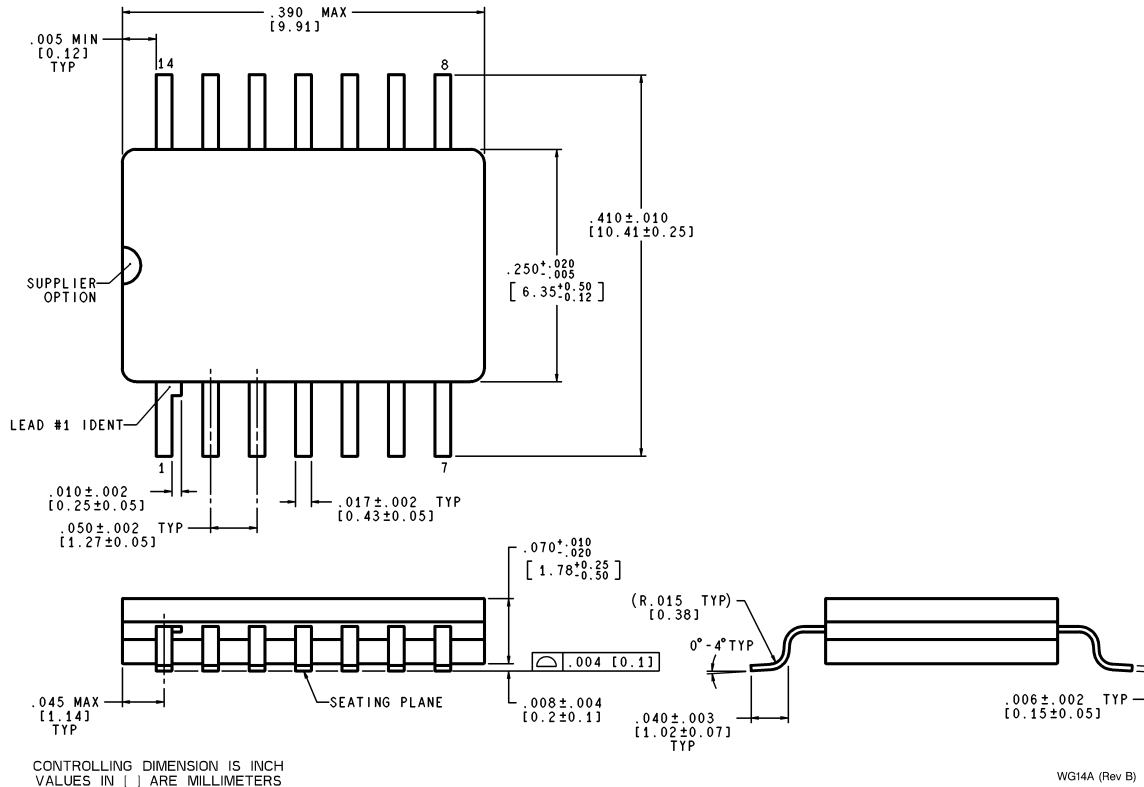 .390 MAX
[9.91]
.005 MIN
[0.12]
TYP
14
8
.410±.010
[10.41±0.25]
.250+.020
-.005
[ 6.35+0.50
-0.12 ]
SUPPLIER
OPTION
LEAD #1 IDENT
1
7
.010±.002
[0.25±0.05]
.017±.002 TYP
[0.43±0.05]
.050±.002 TYP
[1.27±0.05]
.070+.010
-.020
[ 1.78+0.25
-0.50 ]
(R.015 TYP)
[0.38]
0°-4°TYP
.004 [0.1]
.045 MAX
[1.14]
TYP
SEATING PLANE
.008±.004
[0.2±0.1]
.040±.003
[1.02±0.07]
TYP
.006±.002 TYP
[0.15±0.05]
CONTROLLING DIMENSION IS INCH
VALUES IN [ ] ARE MILLIMETERS
WG14A (Rev B)